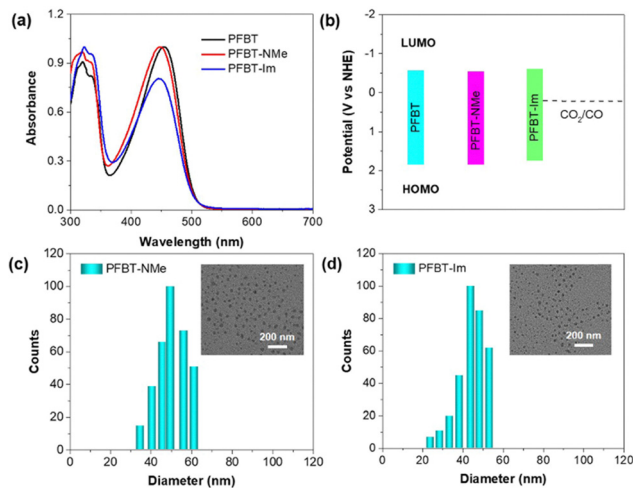 (a)
PFBT
PFBT-NMe
PFBT-Im
Absorbance
1.2
0.9
0.6
0.3
0.0
300 400 500 600 700
Wavelength (nm)
(b)
Potential (V vs NHE)
-2
-1
0
1
2
3
LUMO
PFBT
PFBT-NMe
PFBT-Im
CO₂/CO
HOMO
(c)
PFBT-NMe
200 nm
Counts
120
100
80
60
40
20
0
0 20 40 60 80 100 120
Diameter (nm)
(d)
PFBT-Im
200 nm
Counts
120
100
80
60
40
20
0
0 20 40 60 80 100 120
Diameter (nm)